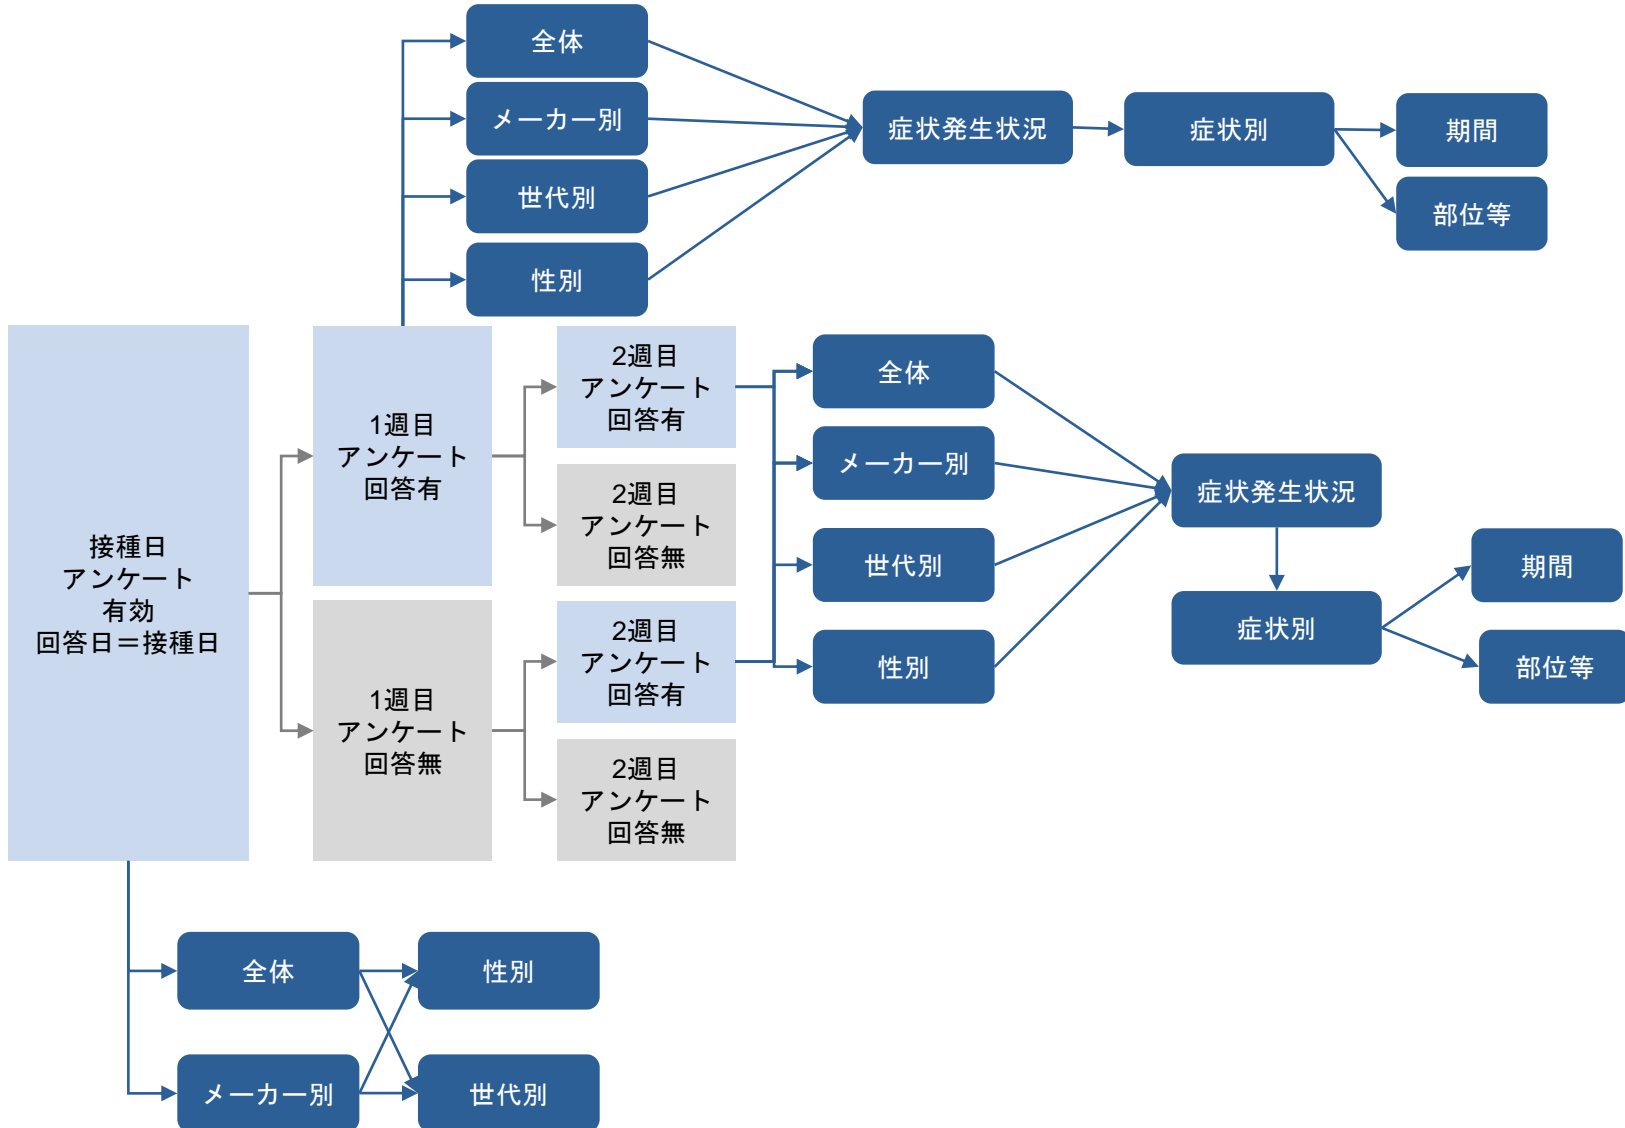 全体
メーカー別
世代別
性別
症状発生状況
症状別
期間
部位等
接種日
アンケート
有効
回答日＝接種日
1週目
アンケート
回答有
1週目
アンケート
回答無
2週目
アンケート
回答有
2週目
アンケート
回答無
2週目
アンケート
回答有
2週目
アンケート
回答無
全体
メーカー別
世代別
性別
症状発生状況
症状別
期間
部位等
全体
メーカー別
性別
世代別